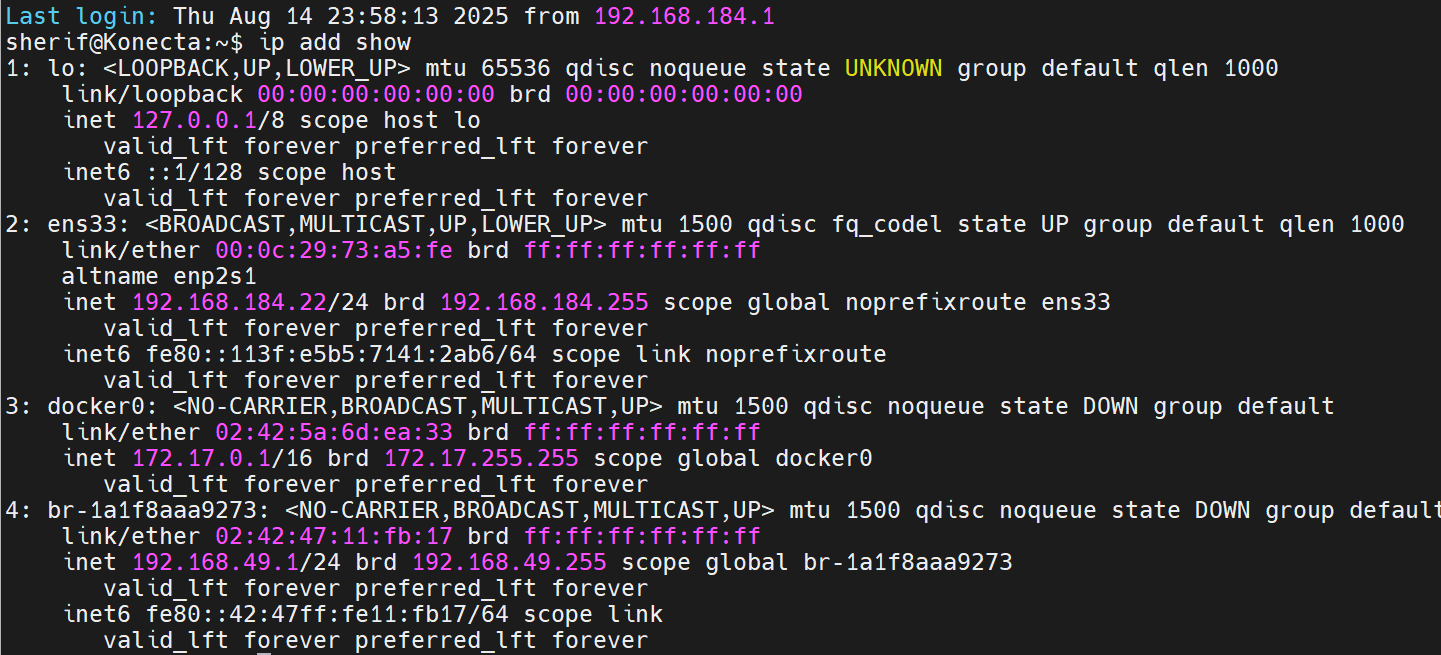 Last login: Thu Aug 14 23:58:13 2025 from 192.168.184.1
sherif@Konecta:~$ ip add show
1: lo: <LOOPBACK,UP,LOWER_UP> mtu 65536 qdisc noqueue state UNKNOWN group default qlen 1000
    link/loopback 00:00:00:00:00:00 brd 00:00:00:00:00:00
    inet 127.0.0.1/8 scope host lo
       valid_lft forever preferred_lft forever
    inet6 ::1/128 scope host
       valid_lft forever preferred_lft forever
2: ens33: <BROADCAST,MULTICAST,UP,LOWER_UP> mtu 1500 qdisc fq_codel state UP group default qlen 1000
    link/ether 00:0c:29:73:a5:fe brd ff:ff:ff:ff:ff:ff
    altname enp2s1
    inet 192.168.184.22/24 brd 192.168.184.255 scope global noprefixroute ens33
       valid_lft forever preferred_lft forever
    inet6 fe80::113f:e5b5:7141:2ab6/64 scope link noprefixroute
       valid_lft forever preferred_lft forever
3: docker0: <NO-CARRIER,BROADCAST,MULTICAST,UP> mtu 1500 qdisc noqueue state DOWN group default
    link/ether 02:42:5a:6d:ea:33 brd ff:ff:ff:ff:ff:ff
    inet 172.17.0.1/16 brd 172.17.255.255 scope global docker0
       valid_lft forever preferred_lft forever
4: br-1a1f8aaa9273: <NO-CARRIER,BROADCAST,MULTICAST,UP> mtu 1500 qdisc noqueue state DOWN group default
    link/ether 02:42:47:11:fb:17 brd ff:ff:ff:ff:ff:ff
    inet 192.168.49.1/24 brd 192.168.49.255 scope global br-1a1f8aaa9273
       valid_lft forever preferred_lft forever
    inet6 fe80::42:47ff:fe11:fb17/64 scope link
       valid_lft forever preferred_lft forever